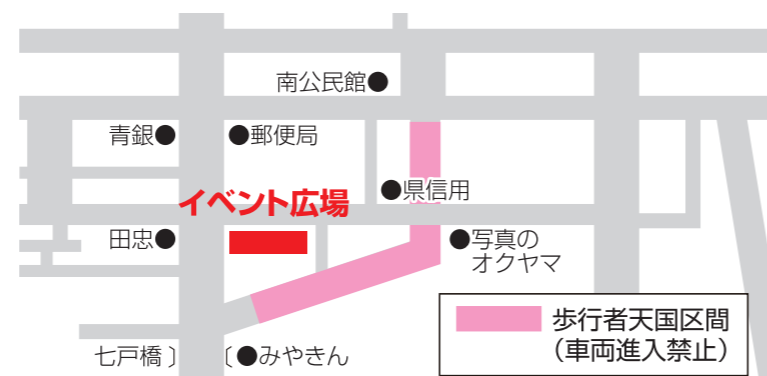 南公民館●
青銀●
●郵便局
●県信用
イベント広場
田忠●
●写真の
オクヤマ
歩行者天国区間
（車両進入禁止）
七戸橋〕
〔●みやきん